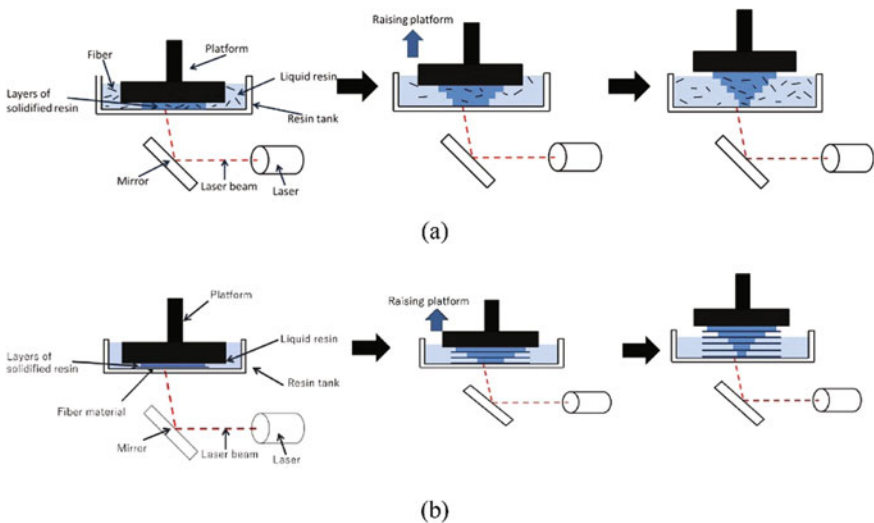 Raising platform
Fiber
Platform
Liquid resin
Layers of
solidified resin
Resin tank
Mirror
Laser beam
Laser
(a)
Platform
Raising platform
Liquid resin
Layers of
solidified resin
Resin tank
Fiber material
Mirror
Laser beam
Laser
(b)